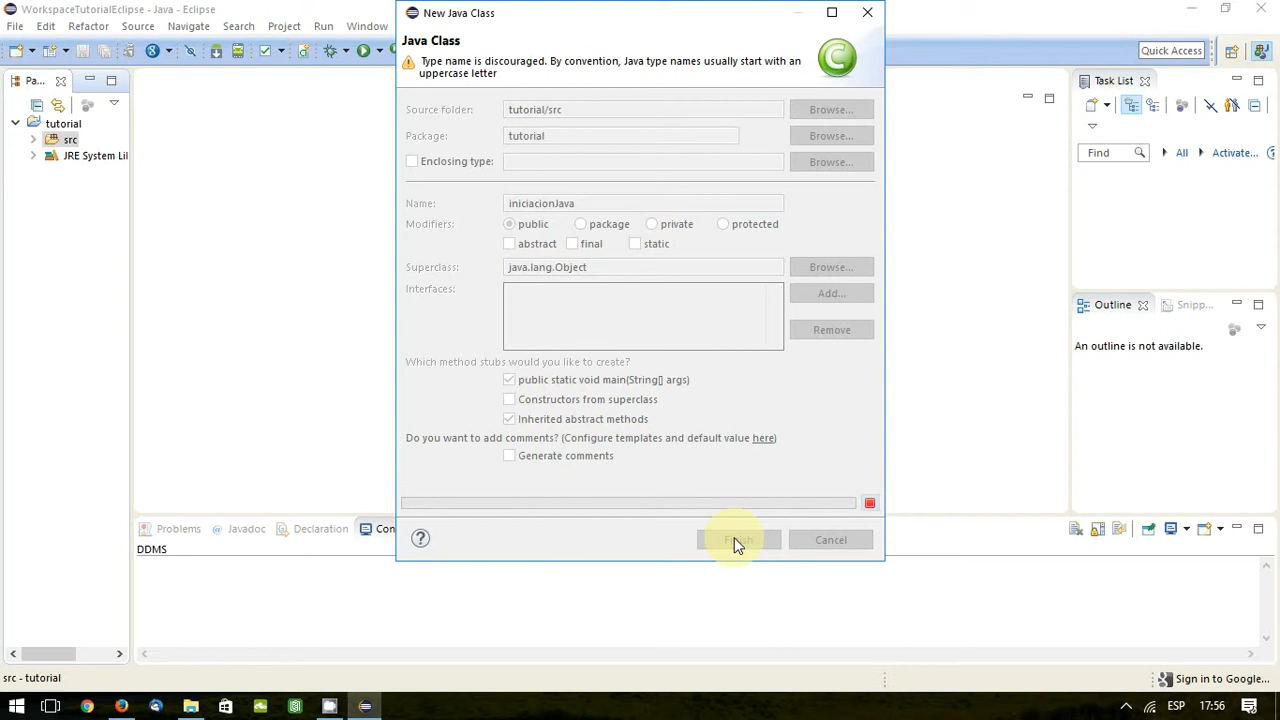 WorkspaceTutorialEclipse - Java - Eclipse
File Edit Refactor Source Navigate Search Project Run Window
Quick Access
Pa...
tutorial
src
JRE System Lil
New Java Class
Java Class
Type name is discouraged. By convention, Java type names usually start with an
uppercase letter
Source folder: tutorial/src Browse...
Package: tutorial Browse...
Enclosing type: Browse...
Name: iniciacionJava
Modifiers: public package private protected
abstract final static
Superclass: java.lang.Object Browse...
Interfaces: Add...
Remove
Which method stubs would you like to create?
public static void main(String[] args)
Constructors from superclass
Inherited abstract methods
Do you want to add comments? (Configure templates and default value here)
Generate comments
Finish Cancel
Task List
Find All Activate...
Outline Snipp...
An outline is not available.
Problems Javadoc Declaration Con
DDMS
src - tutorial
Sign in to Google...
ESP 17:56